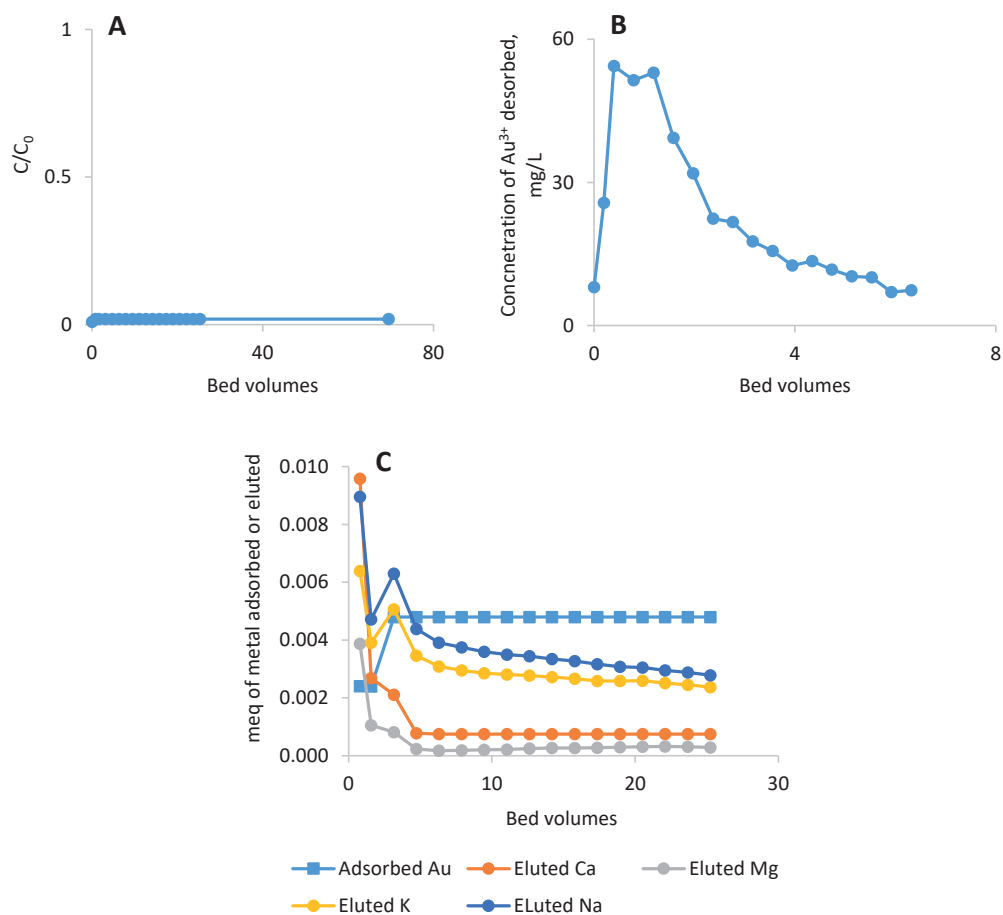 A
1
0.5
0
C/C₀
0
40
80
Bed volumes
B
60
30
0
Concnetration of Au³⁺ desorbed,
mg/L
0
4
8
Bed volumes
C
0.010
0.008
0.006
0.004
0.002
0.000
meq of metal adsorbed or eluted
0
10
20
30
Bed volumes
Adsorbed Au
Eluted Ca
Eluted Mg
Eluted K
ELuted Na